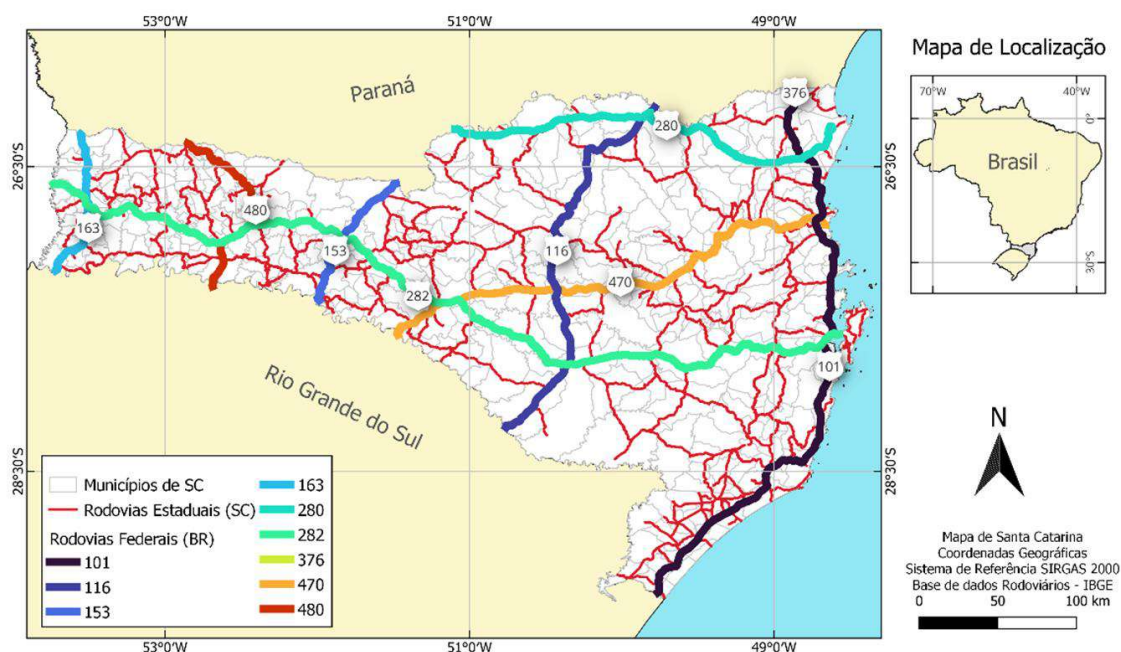 53°0'W
51°0'W
49°0'W
Mapa de Localização
70°W
40°W
0°
Brasil
30°S
Paraná
376
280
26°30'S
26°30'S
480
163
153
116
470
282
101
Rio Grande do Sul
28°30'S
28°30'S
N
Municípios de SC
Rodovias Estaduais (SC)
Rodovias Federais (BR)
101
116
153
163
280
282
376
470
480
Mapa de Santa Catarina
Coordenadas Geográficas
Sistema de Referência SIRGAS 2000
Base de dados Rodoviários - IBGE
0 50 100 km
53°0'W
51°0'W
49°0'W